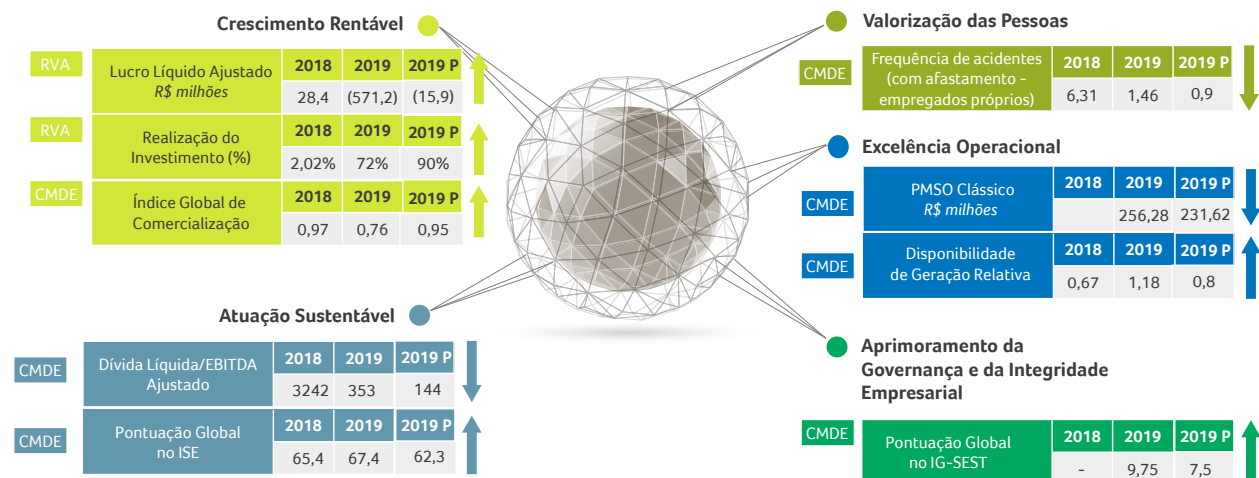 Crescimento Rentável
RVA
Lucro Líquido Ajustado
R$ milhões
2018 2019 2019 P
28,4 (571,2) (15,9)
RVA
Realização do
Investimento (%)
2018 2019 2019 P
2,02% 72% 90%
CMDE
Índice Global de
Comercialização
2018 2019 2019 P
0,97 0,76 0,95
Atuação Sustentável
CMDE
Dívida Líquida/EBITDA
Ajustado
2018 2019 2019 P
3242 353 144
CMDE
Pontuação Global
no ISE
2018 2019 2019 P
65,4 67,4 62,3
Valorização das Pessoas
CMDE
Frequência de acidentes
(com afastamento -
empregados próprios)
2018 2019 2019 P
6,31 1,46 0,9
Excelência Operacional
CMDE
PMSO Clássico
R$ milhões
2018 2019 2019 P
256,28 231,62
CMDE
Disponibilidade
de Geração Relativa
2018 2019 2019 P
0,67 1,18 0,8
Aprimoramento da
Governança e da Integridade
Empresarial
CMDE
Pontuação Global
no IG-SEST
2018 2019 2019 P
- 9,75 7,5